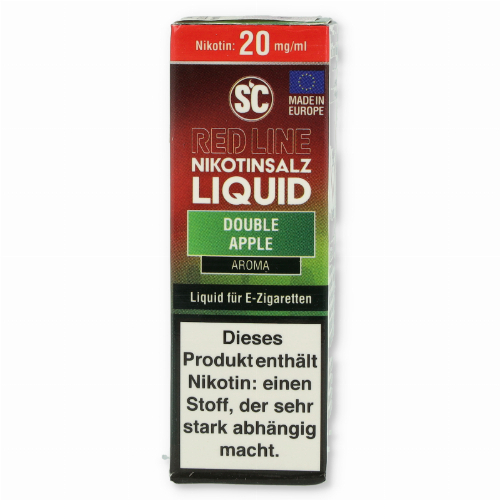 Nikotin: 20 mg/ml
SC
MADE IN
EUROPE
RED LINE
NIKOTINSALZ
LIQUID
DOUBLE
APPLE
AROMA
Liquid für E-Zigaretten
Dieses
Produkt enthält
Nikotin: einen
Stoff, der sehr
stark abhängig
macht.